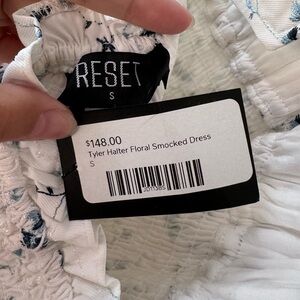 RESET
S
$148.00
Tyler Halter Floral Smocked Dress
S